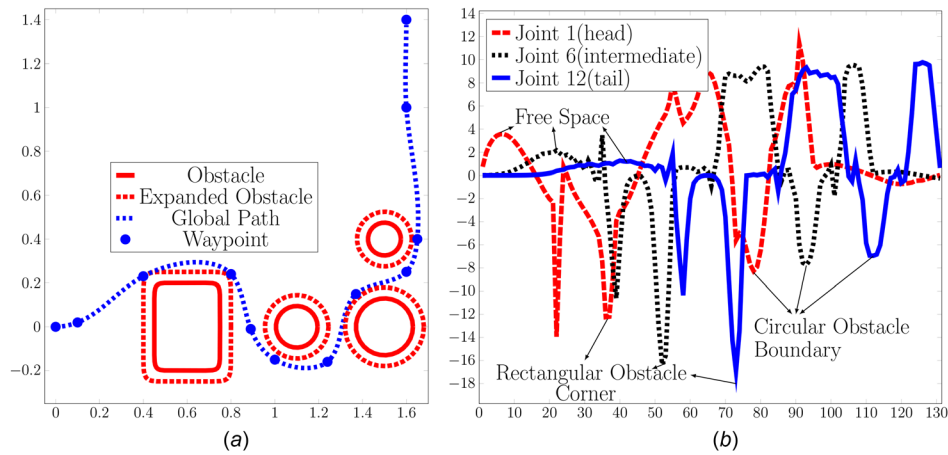 1.4
1.2
1
0.8
0.6
0.4
0.2
0
−0.2
0 0.2 0.4 0.6 0.8 1 1.2 1.4 1.6
Obstacle
Expanded Obstacle
Global Path
Waypoint
(a)
14
12
10
8
6
4
2
0
−2
−4
−6
−8
−10
−12
−14
−16
−18
0 10 20 30 40 50 60 70 80 90 100 110 120 130
Joint 1(head)
Joint 6(intermediate)
Joint 12(tail)
Free Space
Circular Obstacle
Boundary
Rectangular Obstacle
Corner
(b)